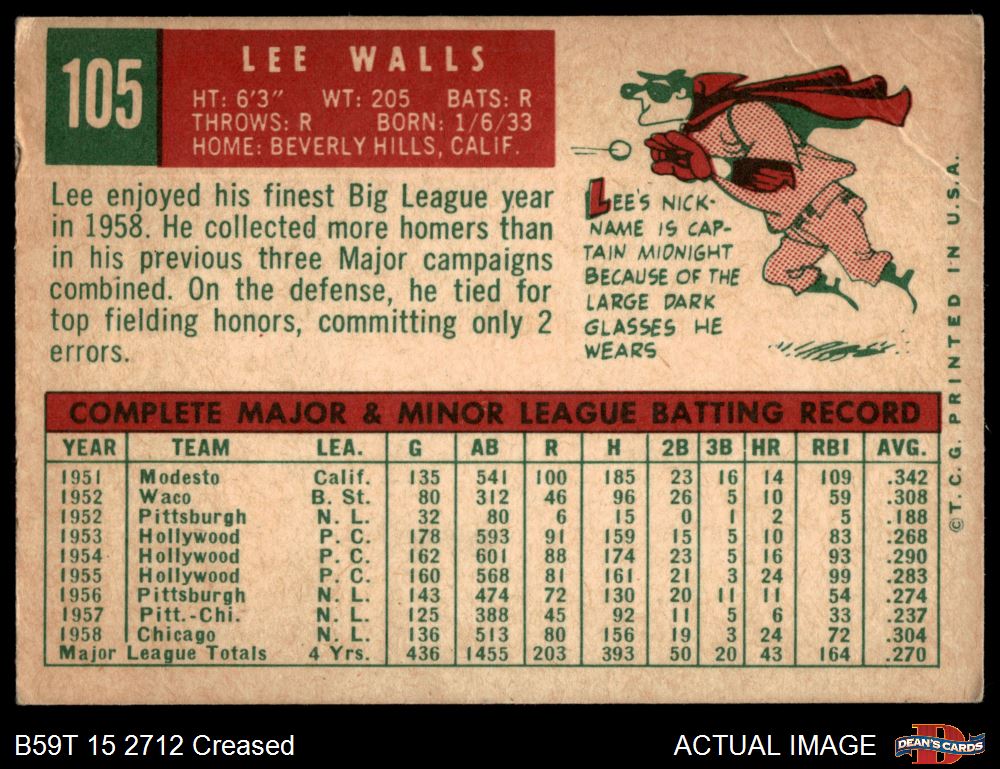 105
LEE WALLS
HT: 6'3" WT: 205 BATS: R
THROWS: R BORN: 1/6/33
HOME: BEVERLY HILLS, CALIF.
Lee enjoyed his finest Big League year
in 1958. He collected more homers than
in his previous three Major campaigns
combined. On the defense, he tied for
top fielding honors, committing only 2
errors.
LEE'S NICK-
NAME IS CAP-
TAIN MIDNIGHT
BECAUSE OF THE
LARGE DARK
GLASSES HE
WEARS
COMPLETE MAJOR & MINOR LEAGUE BATTING RECORD
YEAR TEAM LEA. G AB R H 2B 3B HR RBI AVG.
1951 Modesto Calif. 135 541 100 185 23 16 14 109 .342
1952 Waco B. St. 80 312 46 96 26 5 10 59 .308
1952 Pittsburgh N. L. 32 80 6 15 0 1 2 5 .188
1953 Hollywood P. C. 178 593 91 159 15 5 10 83 .268
1954 Hollywood P. C. 162 601 88 174 23 5 16 93 .290
1955 Hollywood P. C. 160 568 81 161 21 3 24 99 .283
1956 Pittsburgh N. L. 143 474 72 130 20 11 11 54 .274
1957 Pitt.-Chi. N. L. 125 388 45 92 11 5 6 33 .237
1958 Chicago N. L. 136 513 80 156 19 3 24 72 .304
Major League Totals 4 Yrs. 436 1455 203 393 50 20 43 164 .270
© T. C. G. PRINTED IN U.S.A.
B59T 15 2712 Creased
ACTUAL IMAGE
D
DEAN'S CARDS